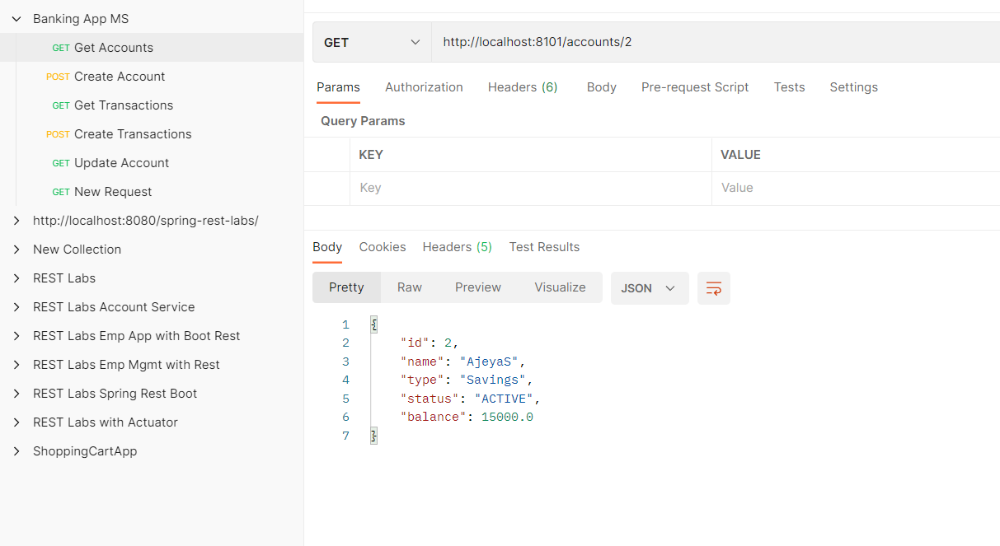 Banking App MS
GET Get Accounts
POST Create Account
GET Get Transactions
POST Create Transactions
GET Update Account
GET New Request
http://localhost:8080/spring-rest-labs/
New Collection
REST Labs
REST Labs Account Service
REST Labs Emp App with Boot Rest
REST Labs Emp Mgmt with Rest
REST Labs Spring Rest Boot
REST Labs with Actuator
ShoppingCartApp
GET http://localhost:8101/accounts/2
Params Authorization Headers (6) Body Pre-request Script Tests Settings
Query Params
KEY VALUE
Key Value
Body Cookies Headers (5) Test Results
Pretty Raw Preview Visualize JSON
1 {
2 "id": 2,
3 "name": "AjeyaS",
4 "type": "Savings",
5 "status": "ACTIVE",
6 "balance": 15000.0
7 }